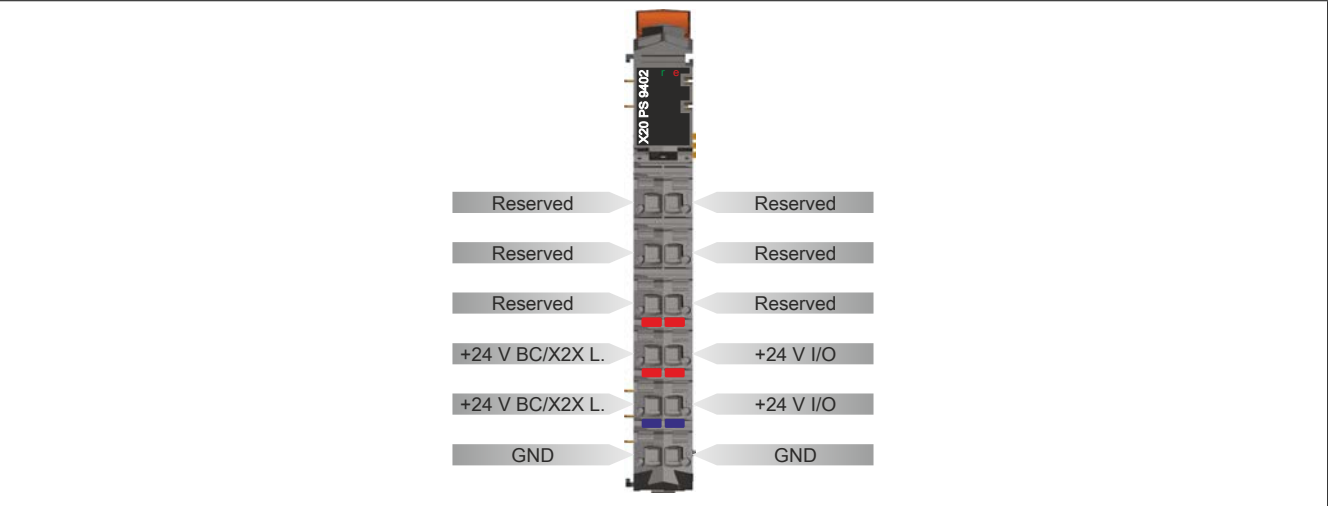 r e
X20 PS 9402
Reserved Reserved
Reserved Reserved
Reserved Reserved
+24 V BC/X2X L. +24 V I/O
+24 V BC/X2X L. +24 V I/O
GND GND